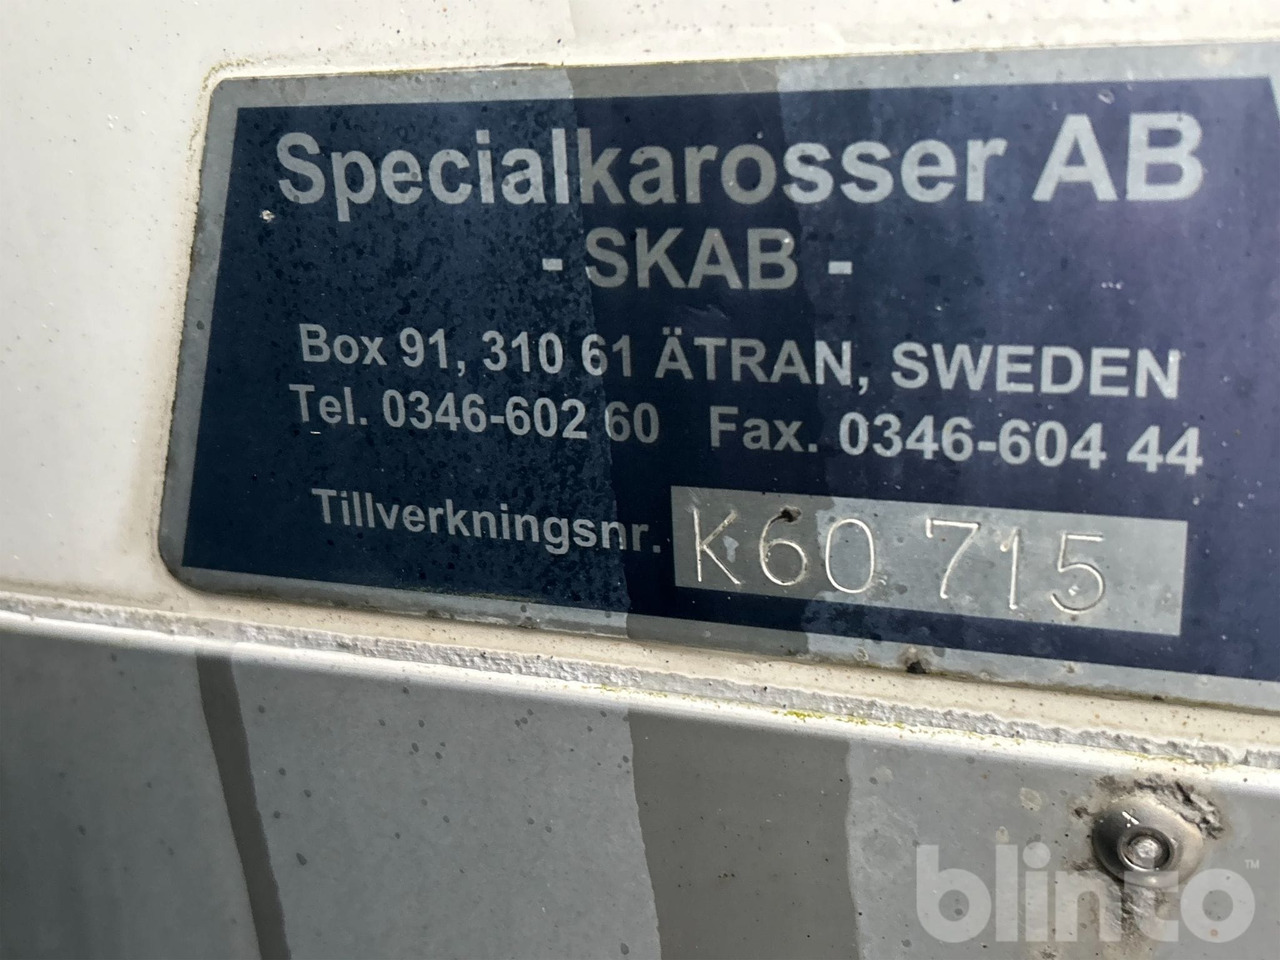 Specialkarosser AB
- SKAB -
Box 91, 310 61 ÄTRAN, SWEDEN
Tel. 0346-602 60 Fax. 0346-604 44
Tillverkningsnr. K60 715
blinto™